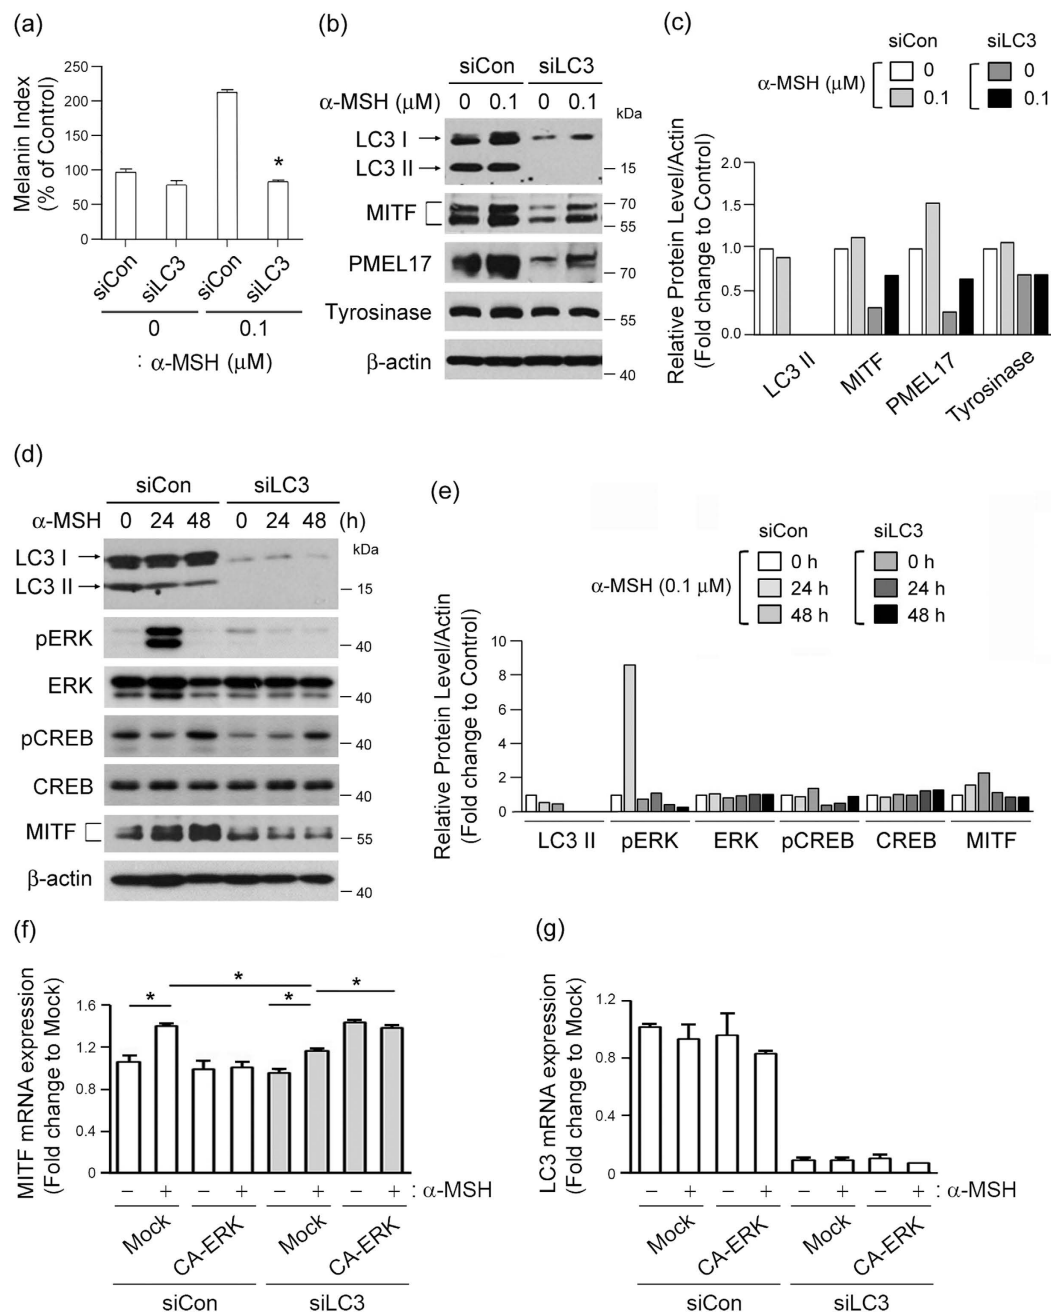 (a)
Melanin Index
(% of Control)
250
200
150
100
50
0
*
siCon
siLC3
siCon
siLC3
0
0.1
: α-MSH (μM)
(b)
siCon
siLC3
α-MSH (μM)
0
0.1
0
0.1
kDa
LC3 I
LC3 II
15
MITF
70
55
PMEL17
70
Tyrosinase
55
β-actin
40
(c)
siCon
siLC3
α-MSH (μM)
0
0
0.1
0.1
Relative Protein Level/Actin
(Fold change to Control)
2.0
1.5
1.0
0.5
0.0
LC3 II
MITF
PMEL17
Tyrosinase
(d)
siCon
siLC3
α-MSH
0
24
48
0
24
48
(h)
kDa
LC3 I
LC3 II
15
pERK
40
ERK
40
pCREB
40
CREB
MITF
55
β-actin
40
(e)
siCon
siLC3
α-MSH (0.1 μM)
0 h
0 h
24 h
24 h
48 h
48 h
Relative Protein Level/Actin
(Fold change to Control)
10
8
6
4
2
0
LC3 II
pERK
ERK
pCREB
CREB
MITF
(f)
MITF mRNA expression
(Fold change to Mock)
1.6
1.2
0.8
0.4
0
*
*
*
*
− + − + − + − + : α-MSH
Mock
CA-ERK
Mock
CA-ERK
siCon
siLC3
(g)
LC3 mRNA expression
(Fold change to Mock)
1.2
0.8
0.4
0
− + − + − + − + : α-MSH
Mock
CA-ERK
Mock
CA-ERK
siCon
siLC3